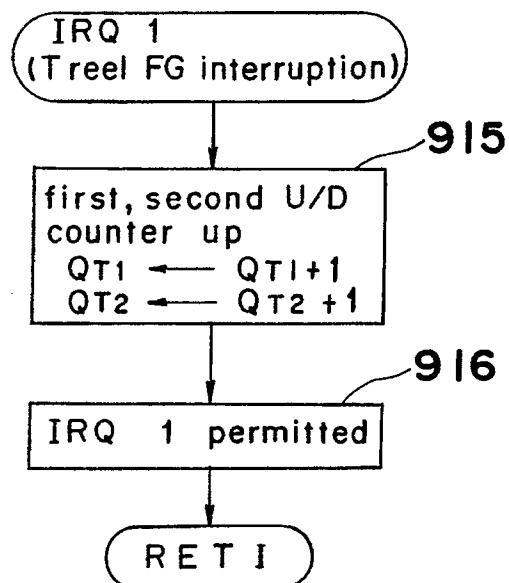 IRQ 1
(T reel FG interruption)
915
first, second U/D
counter up
QT1 ← QT1+1
QT2 ← QT2 +1
916
IRQ 1 permitted
RETI